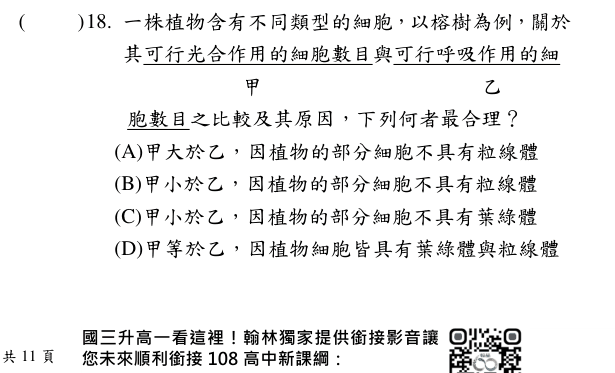 (　　)18. 一株植物含有不同類型的細胞，以榕樹為例，關於
其可行光合作用的細胞數目與可行呼吸作用的細
甲　　乙
胞數目之比較及其原因，下列何者最合理？
(A)甲大於乙，因植物的部分細胞不具有粒線體
(B)甲小於乙，因植物的部分細胞不具有粒線體
(C)甲小於乙，因植物的部分細胞不具有葉綠體
(D)甲等於乙，因植物細胞皆具有葉綠體與粒線體
國三升高一看這裡！翰林獨家提供銜接影音讓
共 11 頁　您未來順利銜接 108 高中新課綱：